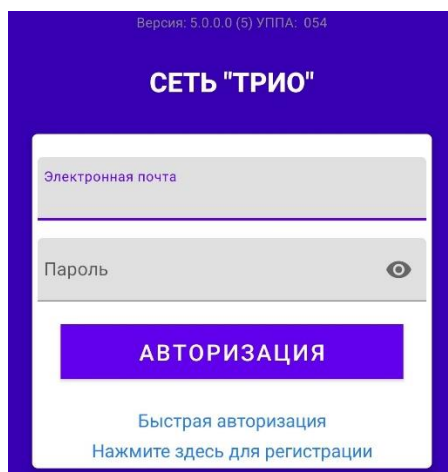 Версия: 5.0.0.0 (5) УППА: 054
СЕТЬ "ТРИО"
Электронная почта
Пароль
АВТОРИЗАЦИЯ
Быстрая авторизация
Нажмите здесь для регистрации